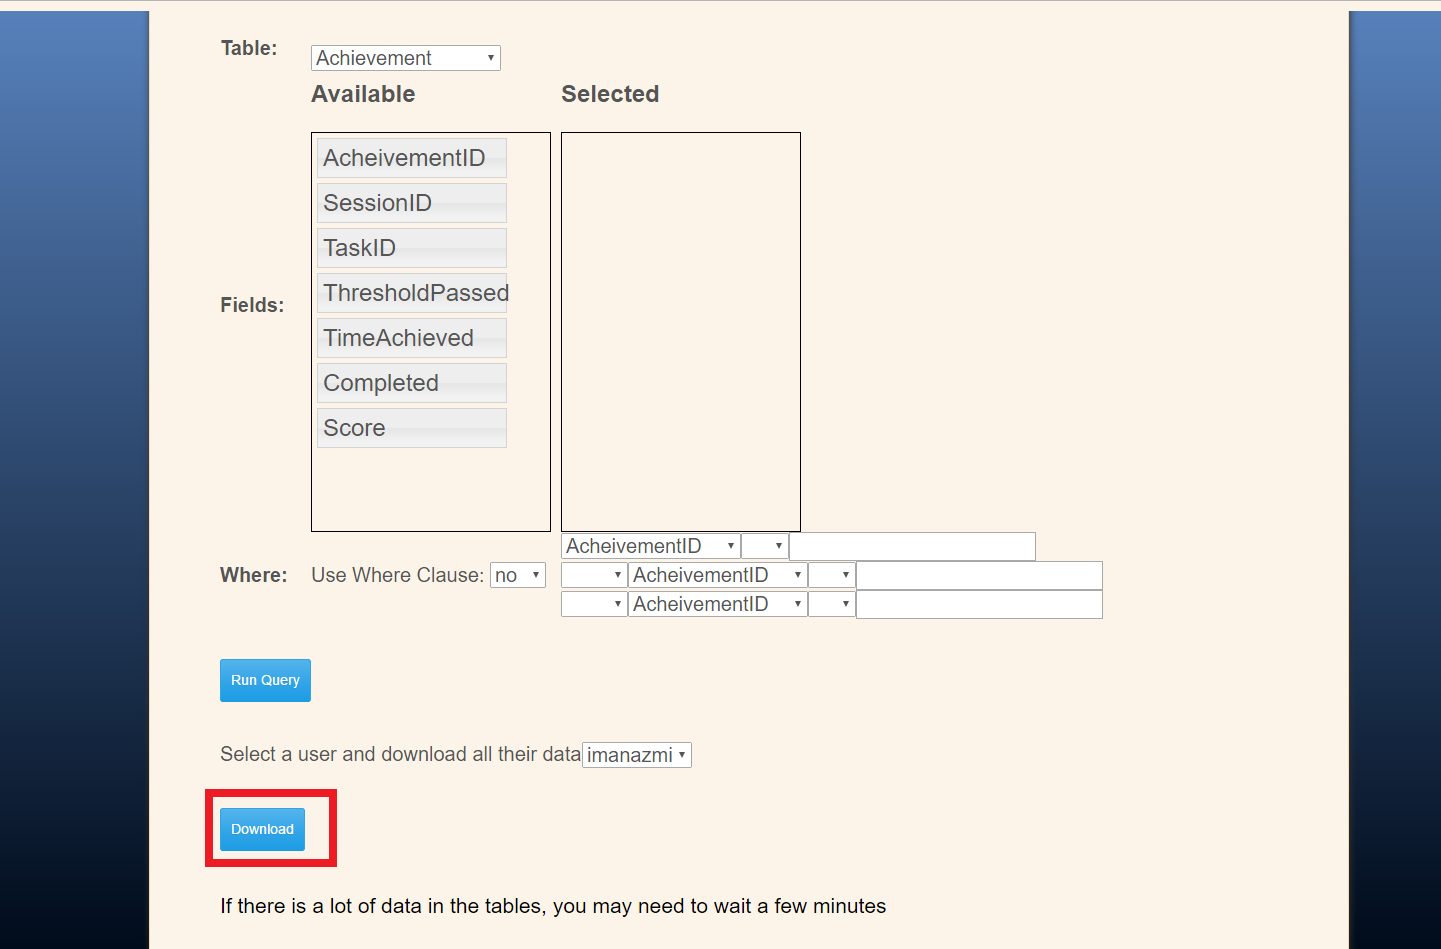 Table:
Achievement
Available
Selected
AcheivementID
SessionID
TaskID
ThresholdPassed
Fields:
TimeAchieved
Completed
Score
AcheivementID
Where:
Use Where Clause: no
AcheivementID
AcheivementID
Run Query
Select a user and download all their data imanazmi
Download
If there is a lot of data in the tables, you may need to wait a few minutes